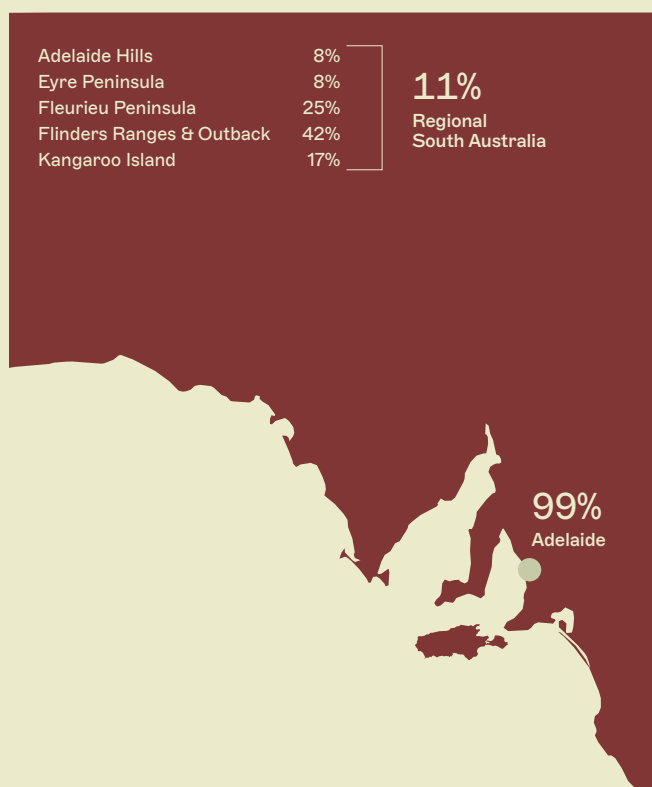 Adelaide Hills 8%
Eyre Peninsula 8%
Fleurieu Peninsula 25%
Flinders Ranges & Outback 42%
Kangaroo Island 17%
11%
Regional
South Australia
99%
Adelaide